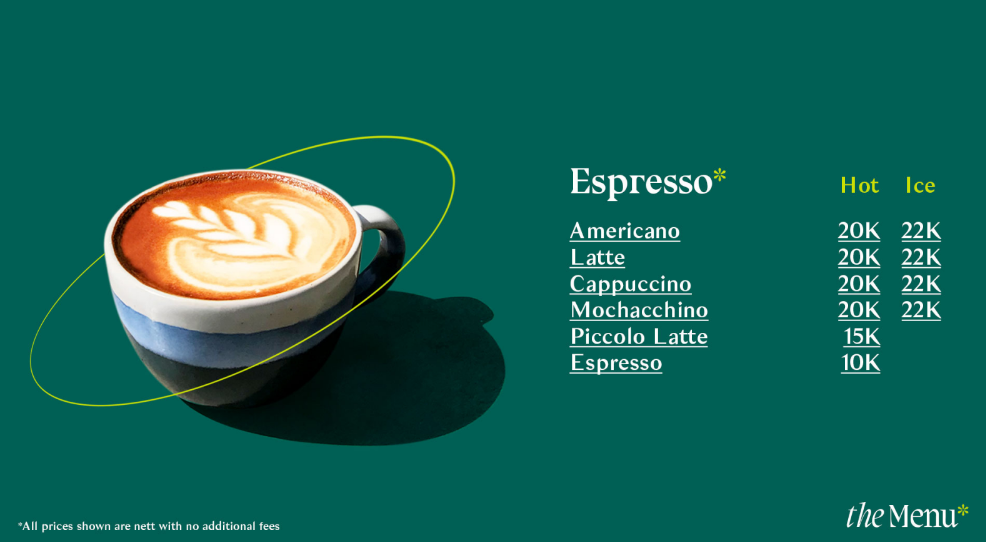 Espresso* Hot Ice
Americano 20K 22K
Latte 20K 22K
Cappuccino 20K 22K
Mochacchino 20K 22K
Piccolo Latte 15K
Espresso 10K
*All prices shown are nett with no additional fees
the Menu*